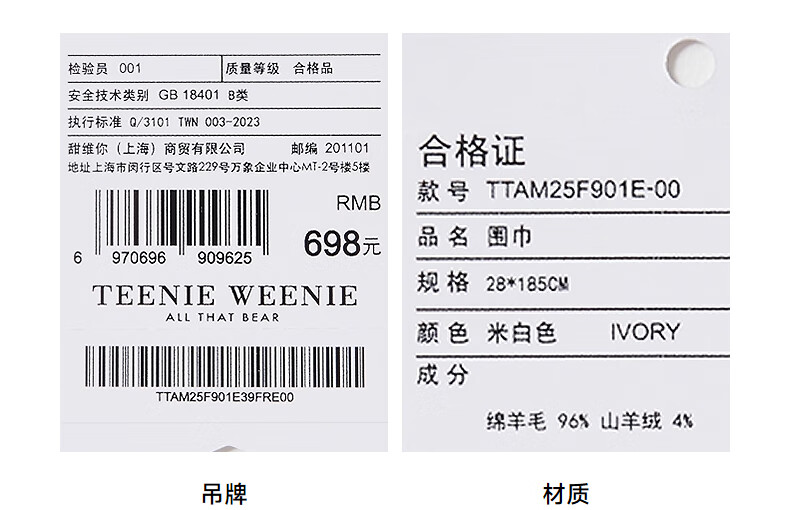 检验员 001 质量等级 合格品
安全技术类别 GB 18401 B类
执行标准 Q/3101 TWN 003-2023
甜维你（上海）商贸有限公司 邮编 201101
地址上海市闵行区号文路229号万象企业中心MT-2号楼5楼
RMB
698元
6 970696 909625
TEENIE WEENIE
ALL THAT BEAR
TTAM25F901E39FRE00
吊牌
合格证
款号 TTAM25F901E-00
品名 围巾
规格 28*185CM
颜色 米白色 IVORY
成分
绵羊毛 96% 山羊绒 4%
材质